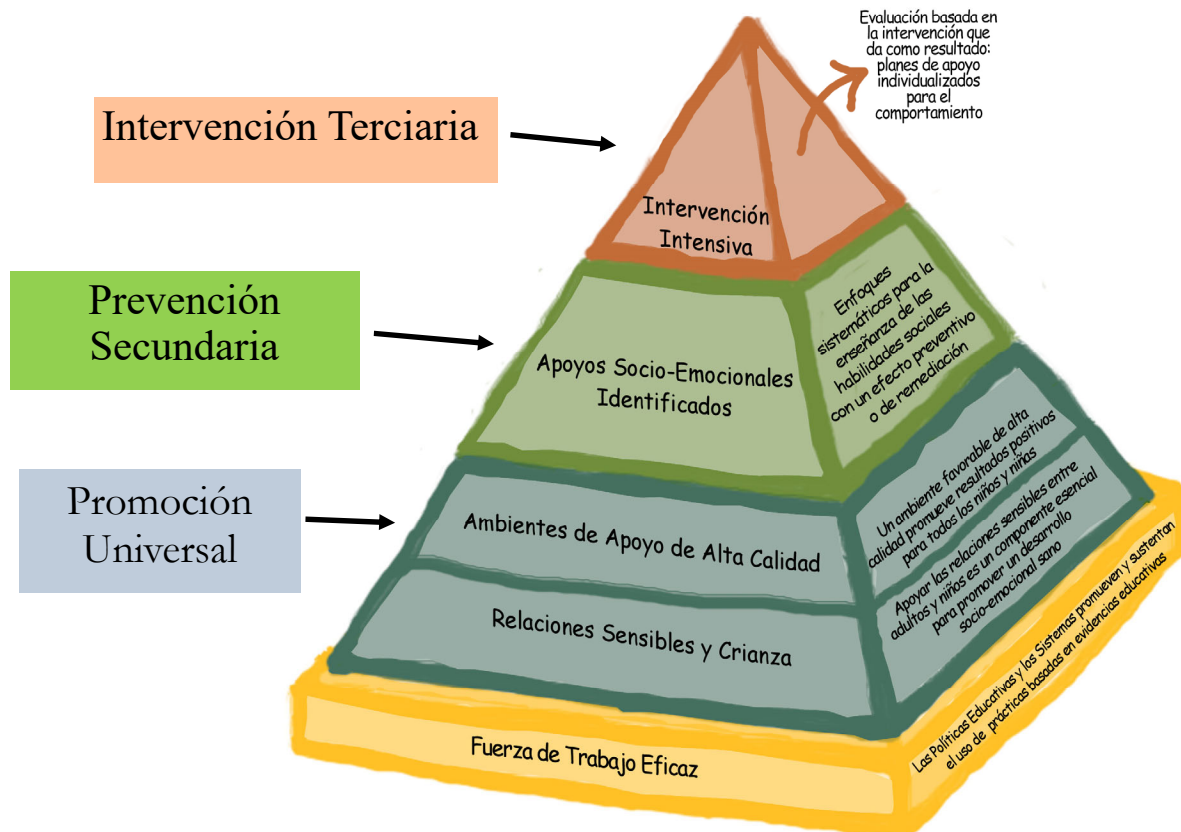 Evaluación basada en
la intervención que
da como resultado:
planes de apoyo
individualizados
para el
comportamiento
Intervención Terciaria
Intervención
Intensiva
Prevención
Secundaria
Enfoques
sistemáticos para la
enseñanza de las
habilidades sociales
con un efecto preventivo
o de remediación
Apoyos Socio-Emocionales
Identificados
Promoción
Universal
Ambientes de Apoyo de Alta Calidad
Un ambiente favorable de alta
calidad promueve resultados positivos
para todos los niños y niñas
Relaciones Sensibles y Crianza
Apoyar las relaciones sensibles entre
adultos y niños es un componente esencial
para promover un desarrollo
socio-emocional sano
Fuerza de Trabajo Eficaz
Las Políticas Educativas y los Sistemas promueven y sustentan
el uso de prácticas basadas en evidencias educativas